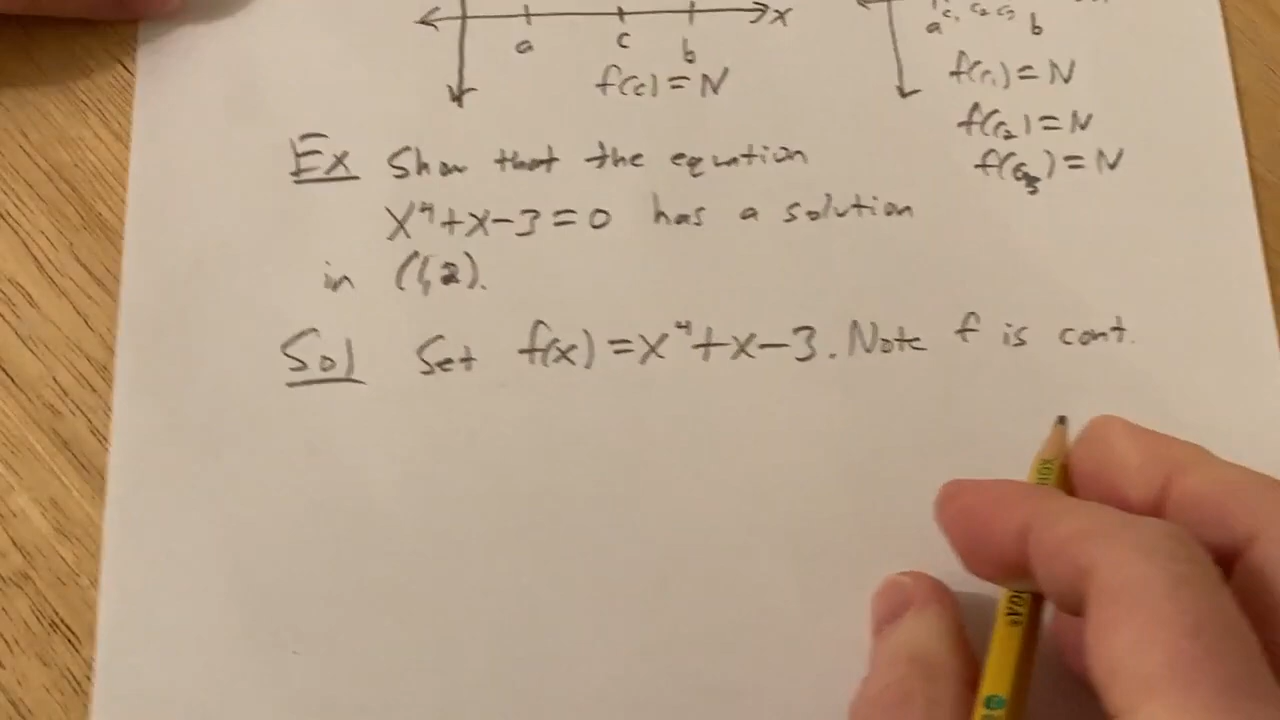 x
a c b
f(c) = N
a c₁ c₂ c₃ b
f(c₁) = N
f(c₂) = N
f(c₃) = N
Ex Show that the equation
x⁴+x-3=0 has a solution
in (1,2).
Sol Set f(x) = x⁴+x-3. Note f is cont.